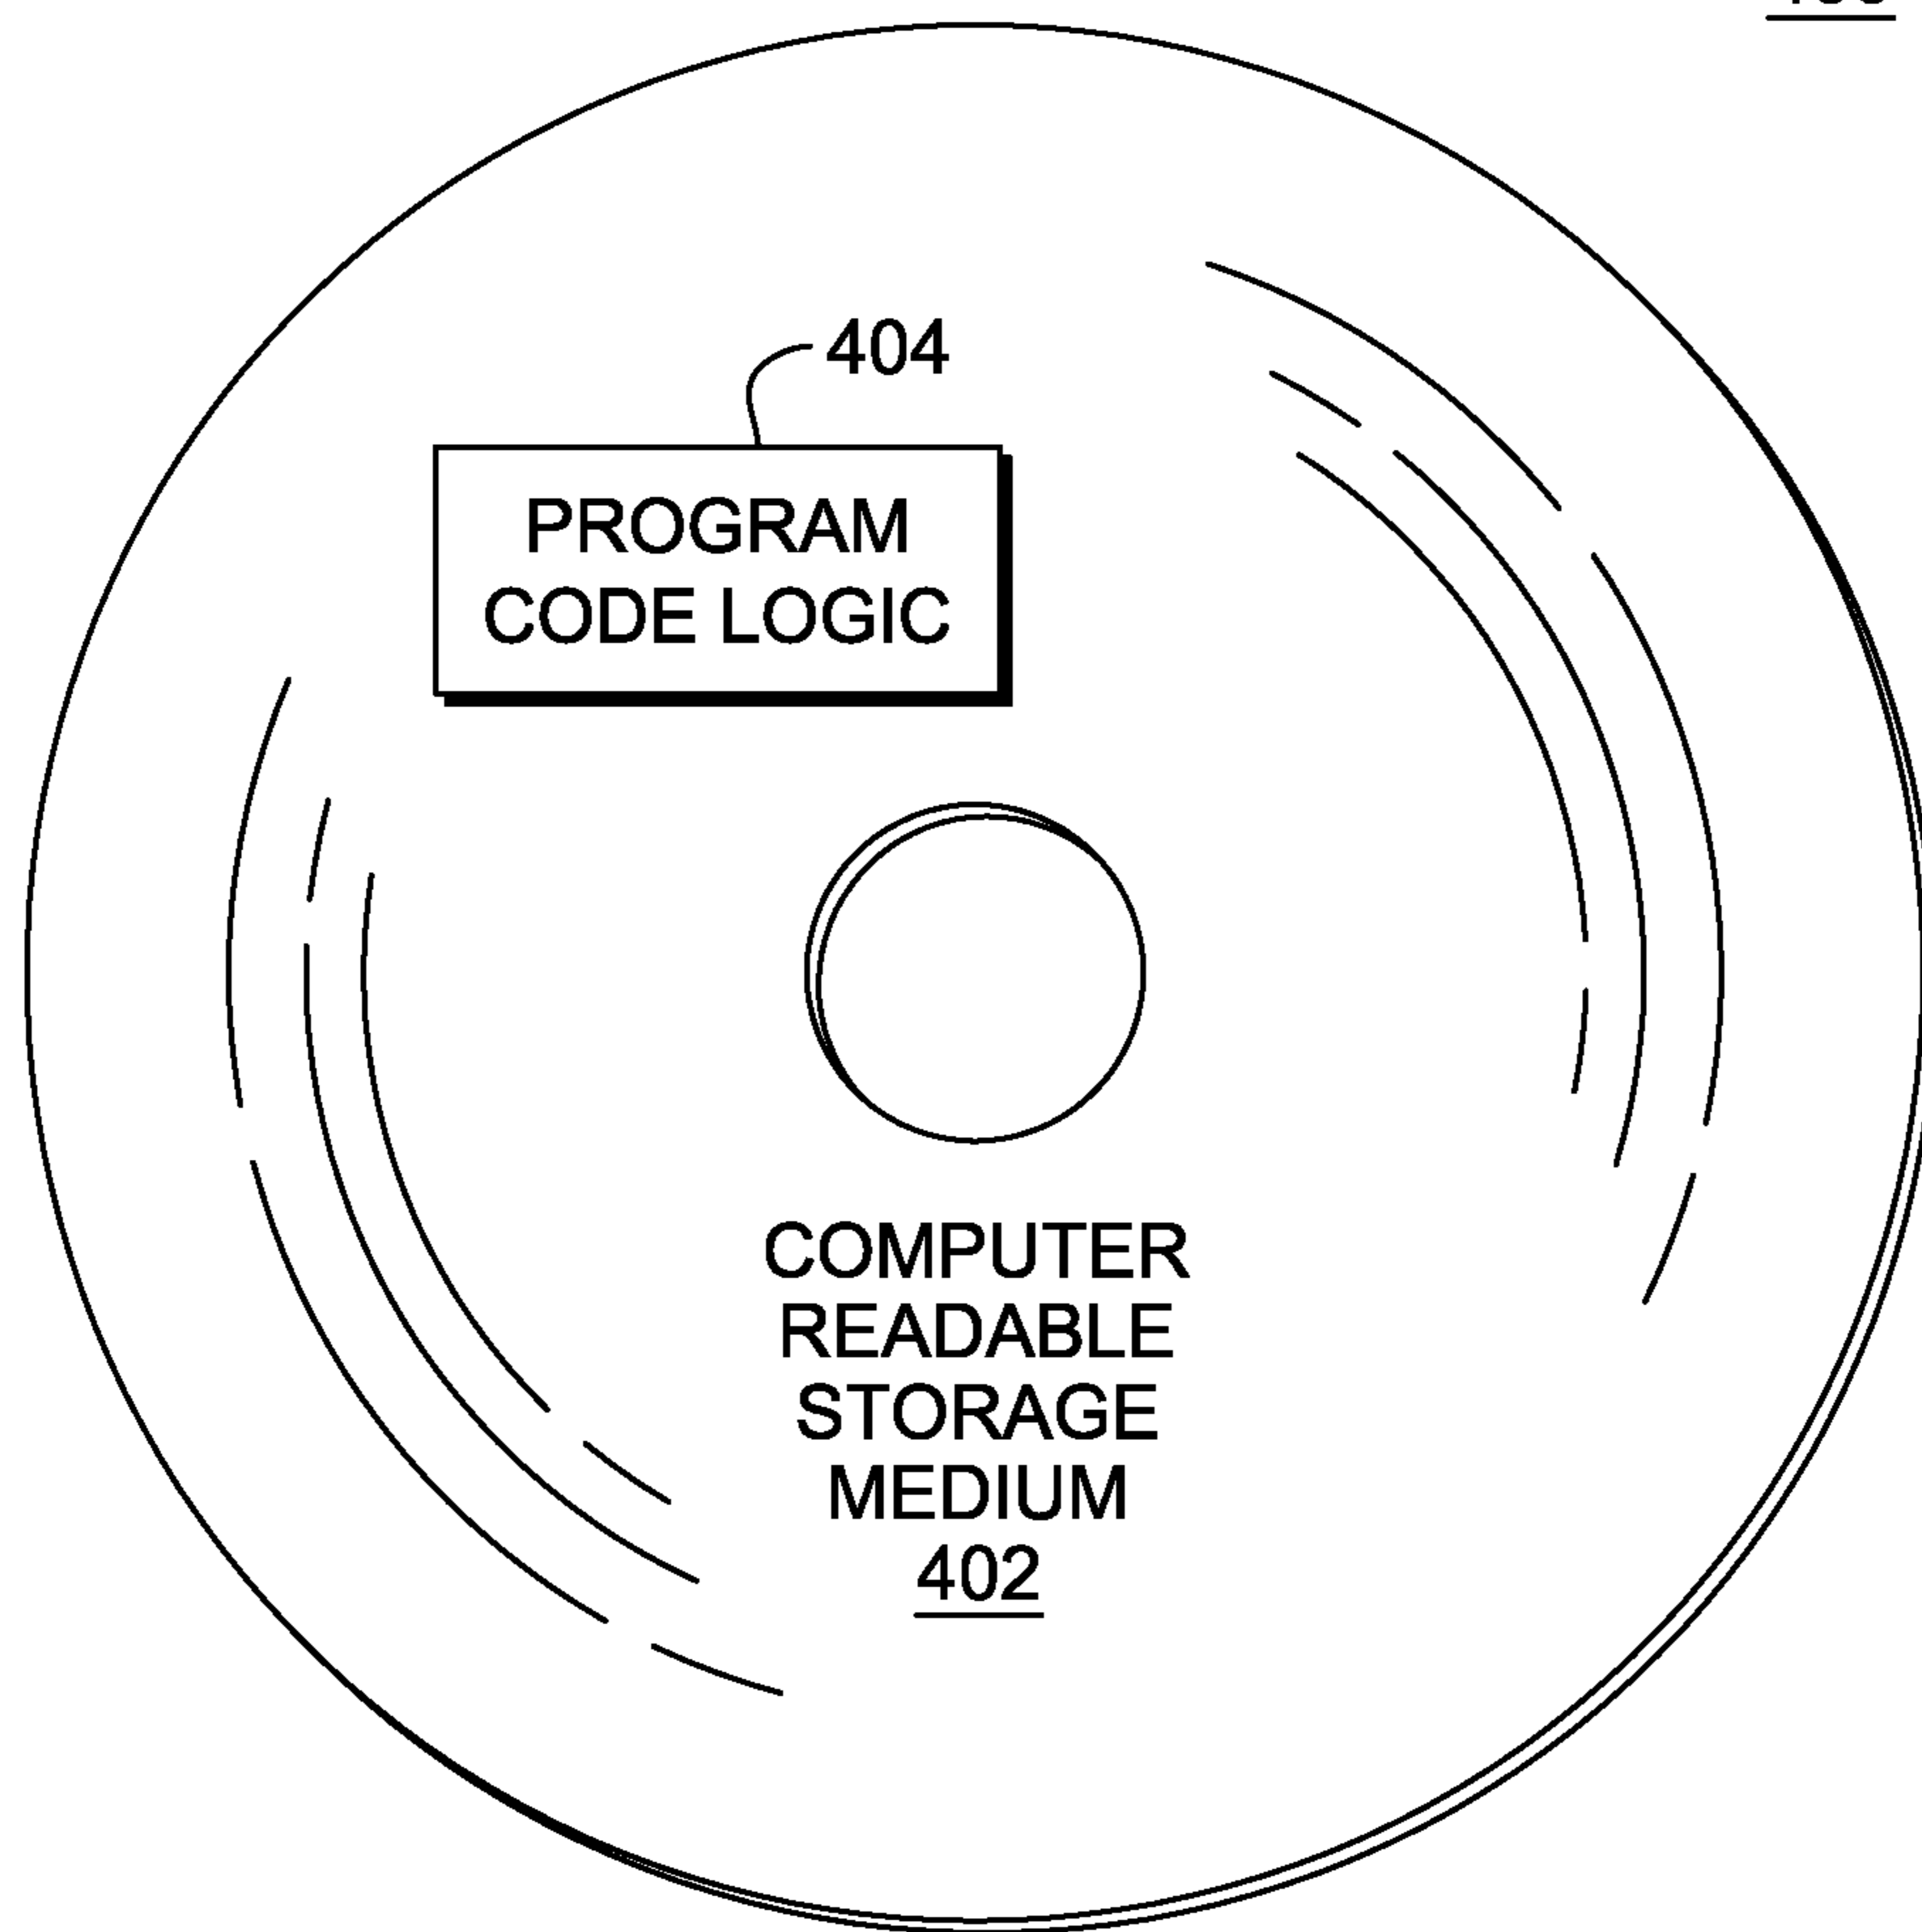 404
PROGRAM
CODE LOGIC
COMPUTER
READABLE
STORAGE
MEDIUM
402